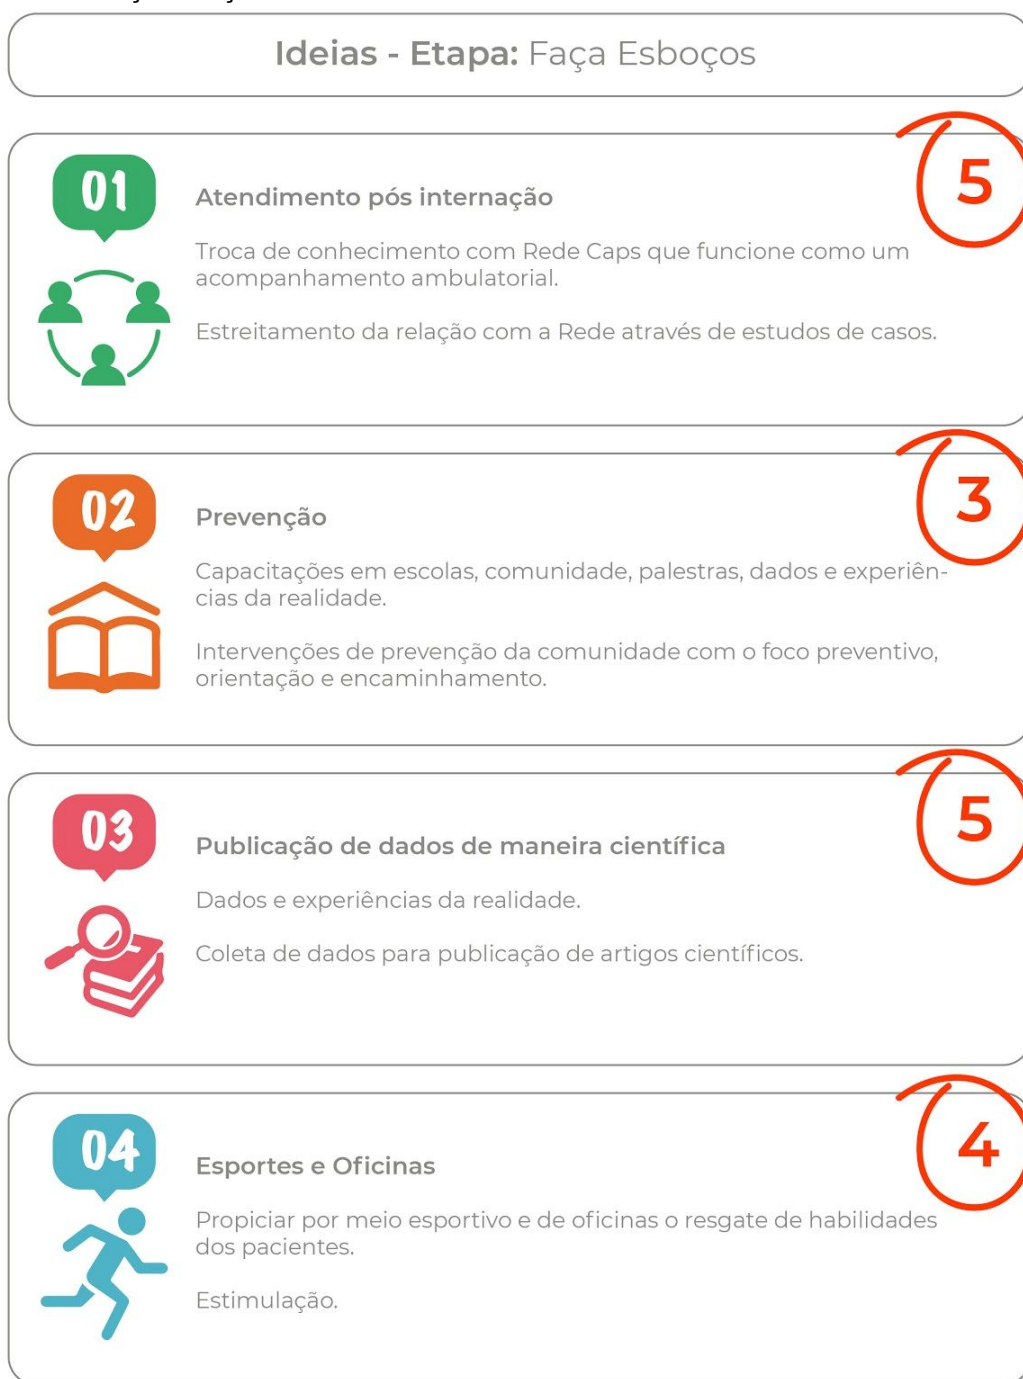 Ideias - Etapa: Faça Esboços
01
5
Atendimento pós internação
Troca de conhecimento com Rede Caps que funcione como um
acompanhamento ambulatorial.
Estreitamento da relação com a Rede através de estudos de casos.
02
3
Prevenção
Capacitações em escolas, comunidade, palestras, dados e experiên-
cias da realidade.
Intervenções de prevenção da comunidade com o foco preventivo,
orientação e encaminhamento.
03
5
Publicação de dados de maneira científica
Dados e experiências da realidade.
Coleta de dados para publicação de artigos científicos.
04
4
Esportes e Oficinas
Propiciar por meio esportivo e de oficinas o resgate de habilidades
dos pacientes.
Estimulação.